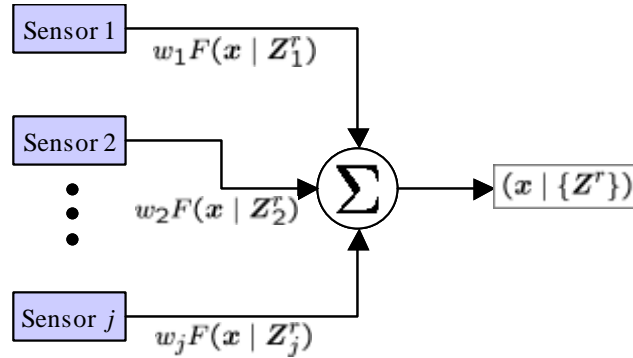 Sensor 1
w₁F(x | Z₁ʳ)
Sensor 2
w₂F(x | Z₂ʳ)
Σ
(x | {Zʳ})
Sensor j
wⱼF(x | Zⱼʳ)